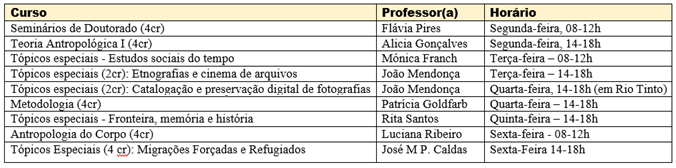 Curso Professor(a) Horário
Seminários de Doutorado (4cr) Flávia Pires Segunda-feira, 08-12h
Teoria Antropológica I (4cr) Alicia Gonçalves Segunda-feira, 14-18h
Tópicos especiais - Estudos sociais do tempo Mónica Franch Terça-feira – 08-12h
Tópicos especiais (2cr): Etnografias e cinema de arquivos João Mendonça Terça-feira – 14-18h
Tópicos especiais (2cr): Catalogação e preservação digital de fotografias João Mendonça Quarta-feira, 14-18h (em Rio Tinto)
Metodologia (4cr) Patrícia Goldfarb Quarta-feira – 14-18h
Tópicos especiais - Fronteira, memória e história Rita Santos Quinta-feira – 14-18h
Antropologia do Corpo (4cr) Luciana Ribeiro Sexta-feira - 08-12h
Tópicos Especiais (4 cr): Migrações Forçadas e Refugiados José M P. Caldas Sexta-Feira 14-18h